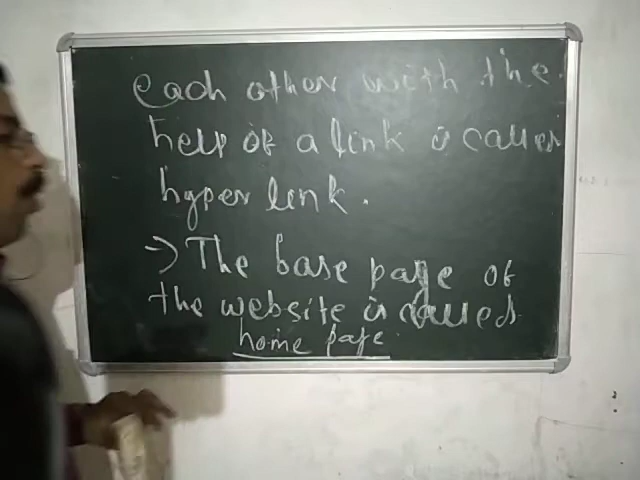 each other with the
help of a link is called
hyper link.
→ The base page of
the website is called
home page